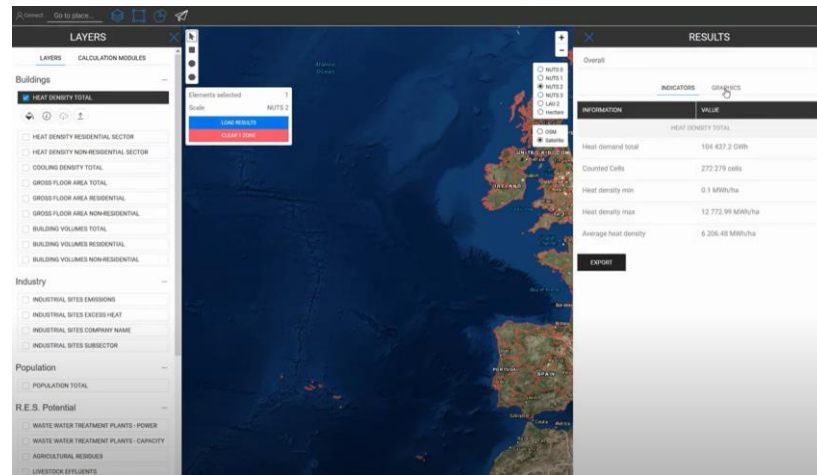 Connect
Go to place...
LAYERS
LAYERS CALCULATION MODULES
Buildings
HEAT DENSITY TOTAL
HEAT DENSITY RESIDENTIAL SECTOR
HEAT DENSITY NON-RESIDENTIAL SECTOR
COOLING DENSITY TOTAL
GROSS FLOOR AREA TOTAL
GROSS FLOOR AREA RESIDENTIAL
GROSS FLOOR AREA NON-RESIDENTIAL
BUILDING VOLUMES TOTAL
BUILDING VOLUMES RESIDENTIAL
BUILDING VOLUMES NON-RESIDENTIAL
Industry
INDUSTRIAL SITES EMISSIONS
INDUSTRIAL SITES EXCESS HEAT
INDUSTRIAL SITES COMPANY NAME
INDUSTRIAL SITES SUBSECTOR
Population
POPULATION TOTAL
R.E.S. Potential
WASTE WATER TREATMENT PLANTS - POWER
WASTE WATER TREATMENT PLANTS - CAPACITY
AGRICULTURAL RESIDUES
LIVESTOCK EFFLUENTS
Elements selected 1
Scale NUTS 2
LOAD RESULTS
CLEAR 1 ZONE
Atlantic
Ocean
+
-
NUTS 0
NUTS 1
NUTS 2
NUTS 3
LAU 2
Hectare
OSM
Satellite
UNITED KINGDOM
IRELAND
PORTUGAL
SPAIN
RESULTS
Overall
INDICATORS GRAPHICS
INFORMATION VALUE
HEAT DENSITY TOTAL
Heat demand total 104 437.2 GWh
Counted Cells 272 279 cells
Heat density min 0.1 MWh/ha
Heat density max 12 772.99 MWh/ha
Average heat density 6 206.48 MWh/ha
EXPORT